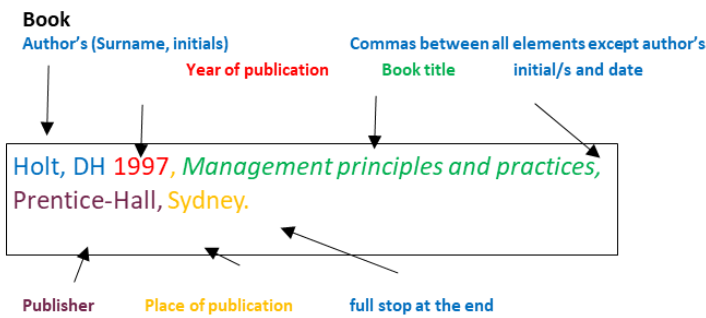 Book
Author's (Surname, initials) Commas between all elements except author's
Year of publication Book title initial/s and date
Holt, DH 1997, Management principles and practices,
Prentice-Hall, Sydney.
Publisher Place of publication full stop at the end